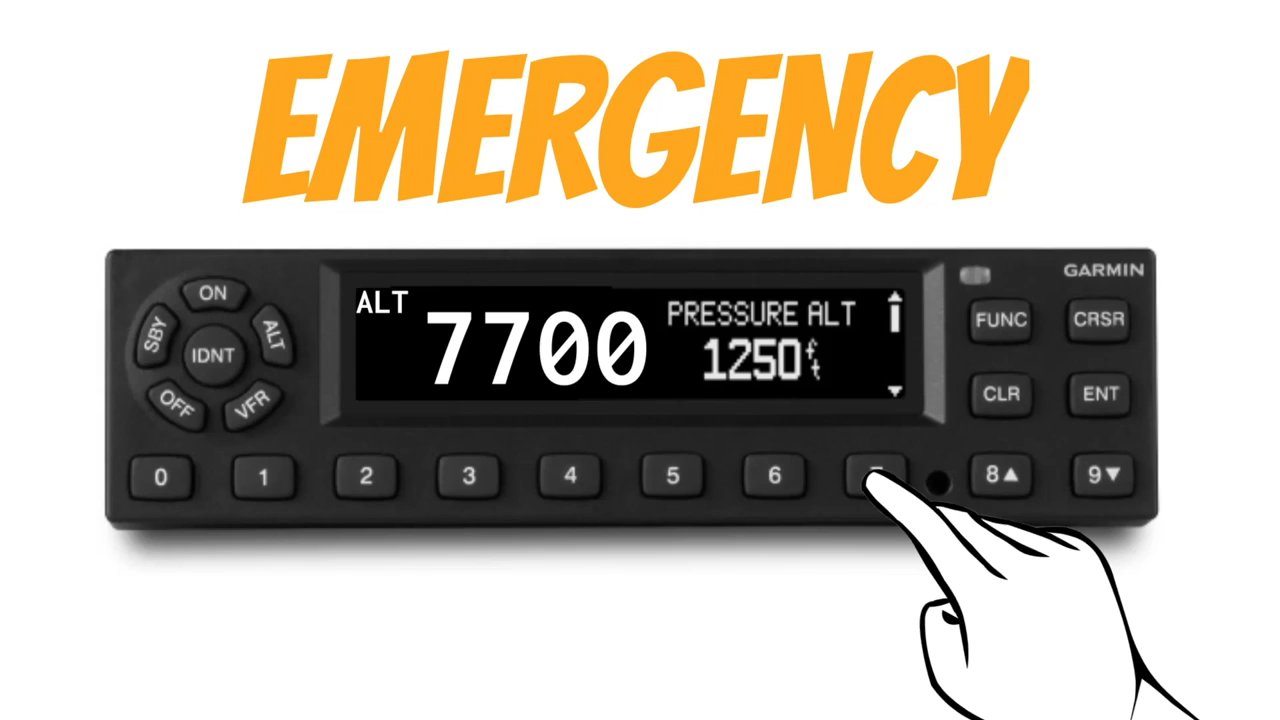 EMERGENCY
GARMIN
ON
SBY
ALT
IDNT
OFF
VFR
ALT
7700
PRESSURE ALT
1250ft
FUNC
CRSR
CLR
ENT
0
1
2
3
4
5
6
8▲
9▼